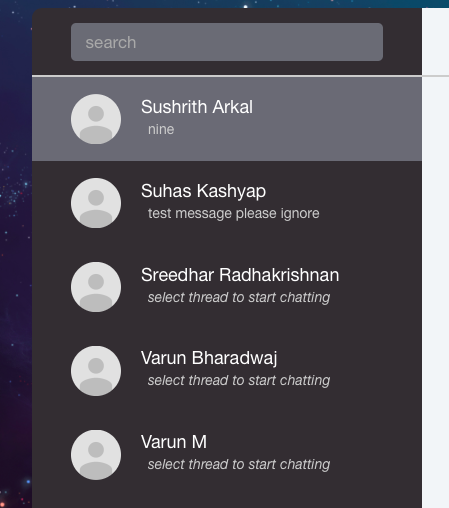 search
Sushrith Arkal
nine
Suhas Kashyap
test message please ignore
Sreedhar Radhakrishnan
select thread to start chatting
Varun Bharadwaj
select thread to start chatting
Varun M
select thread to start chatting